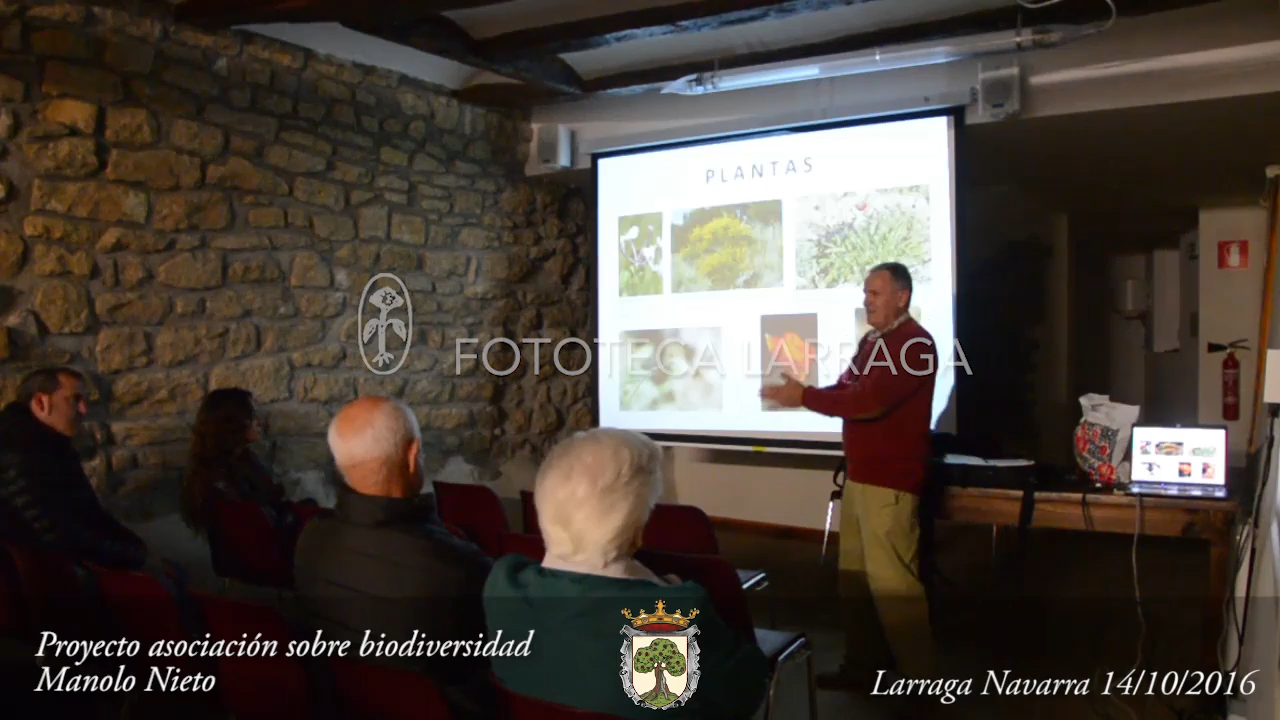 PLANTAS
FOTOTECA LARRAGA
Proyecto asociación sobre biodiversidad
Manolo Nieto
Larraga Navarra 14/10/2016